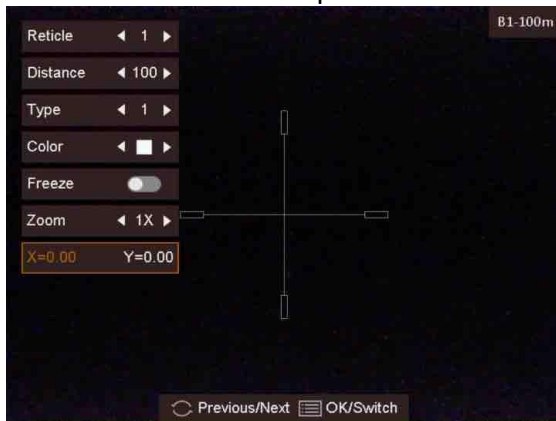 B1-100m
Reticle 1
Distance 100
Type 1
Color
Freeze
Zoom 1X
X=0.00 Y=0.00
Previous/Next OK/Switch